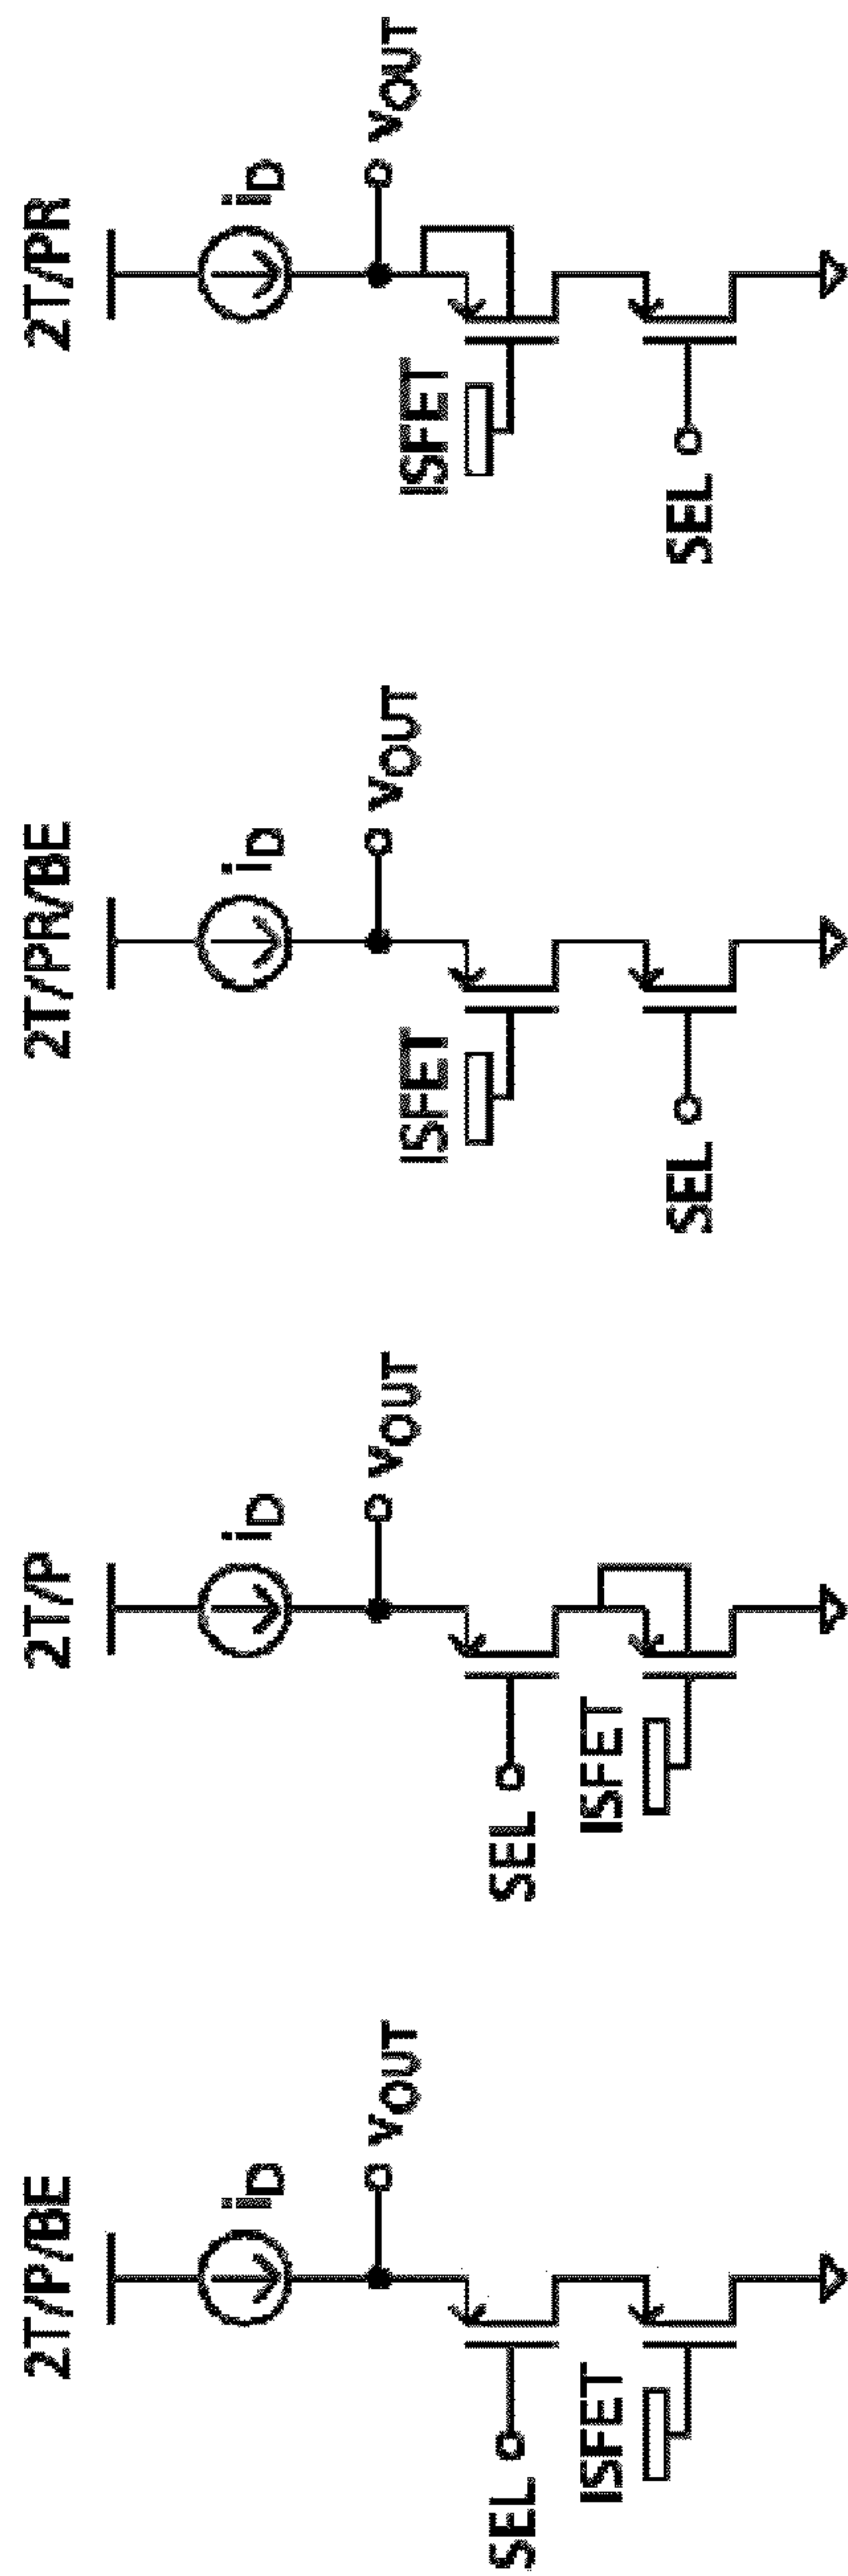 2T/P/BE
iD
VOUT
SEL
ISFET
2T/P
iD
VOUT
SEL
ISFET
2T/PR/BE
iD
VOUT
ISFET
SEL
2T/PR
iD
VOUT
ISFET
SEL